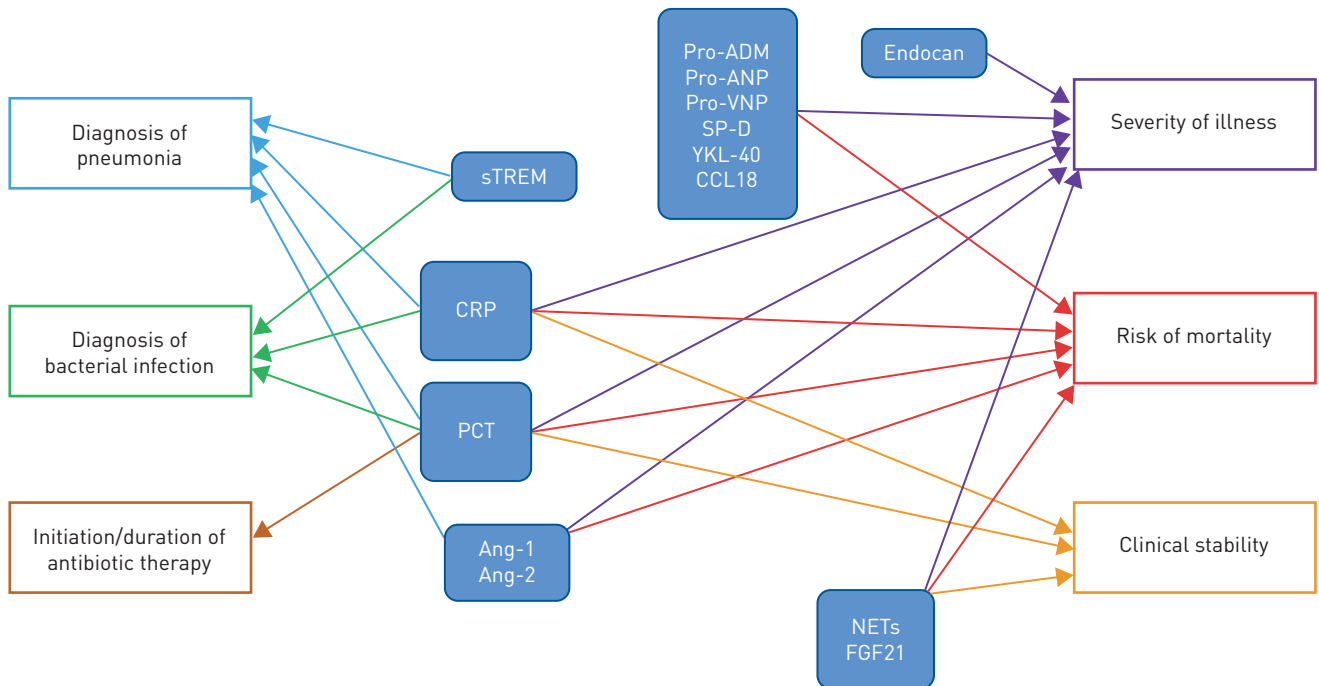 Pro-ADM
Pro-ANP
Pro-VNP
SP-D
YKL-40
CCL18
Endocan
Diagnosis of
pneumonia
sTREM
Severity of illness
Diagnosis of
bacterial infection
CRP
Risk of mortality
PCT
Initiation/duration of
antibiotic therapy
Ang-1
Ang-2
Clinical stability
NETs
FGF21